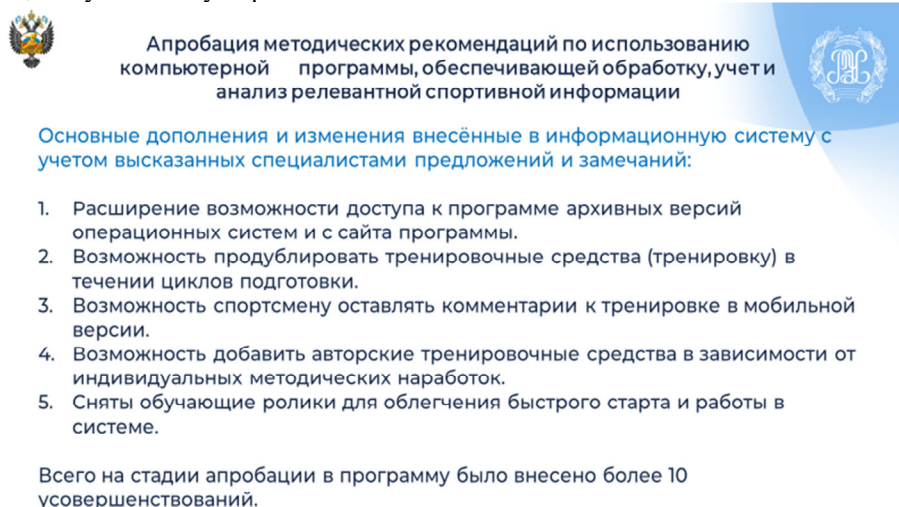 Апробация методических рекомендаций по использованию
компьютерной программы, обеспечивающей обработку, учет и
анализ релевантной спортивной информации
Основные дополнения и изменения внесённые в информационную систему с
учетом высказанных специалистами предложений и замечаний:
1. Расширение возможности доступа к программе архивных версий
операционных систем и с сайта программы.
2. Возможность продублировать тренировочные средства (тренировку) в
течении циклов подготовки.
3. Возможность спортсмену оставлять комментарии к тренировке в мобильной
версии.
4. Возможность добавить авторские тренировочные средства в зависимости от
индивидуальных методических наработок.
5. Сняты обучающие ролики для облегчения быстрого старта и работы в
системе.
Всего на стадии апробации в программу было внесено более 10
усовершенствований.